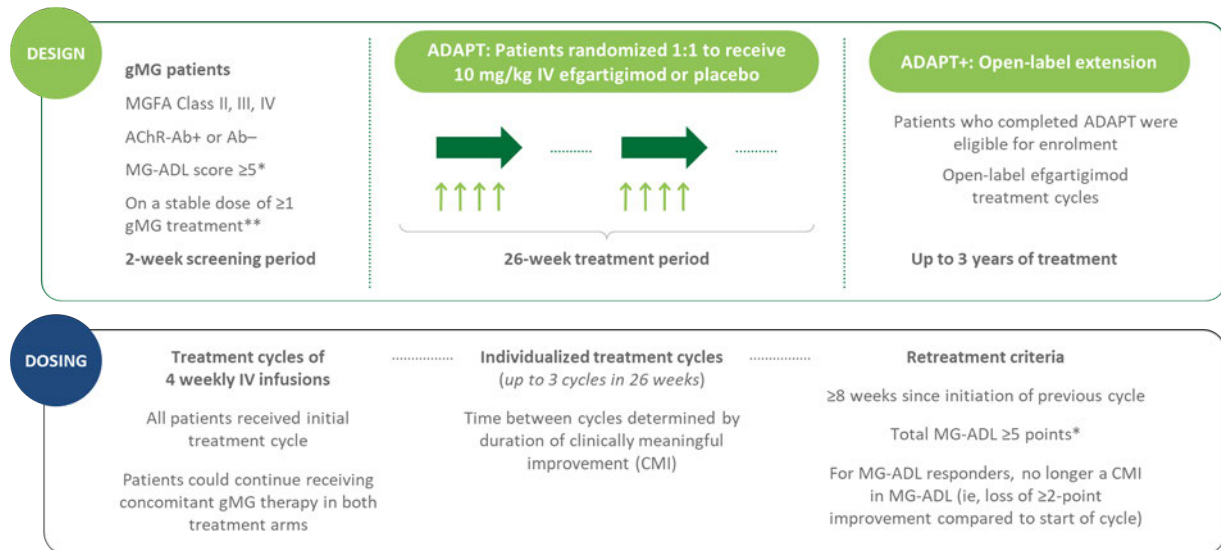 DESIGN
gMG patients
MGFA Class II, III, IV
AChR-Ab+ or Ab–
MG-ADL score ≥5*
On a stable dose of ≥1
gMG treatment**
2-week screening period
ADAPT: Patients randomized 1:1 to receive
10 mg/kg IV efgartigimod or placebo
26-week treatment period
ADAPT+: Open-label extension
Patients who completed ADAPT were
eligible for enrolment
Open-label efgartigimod
treatment cycles
Up to 3 years of treatment
DOSING
Treatment cycles of
4 weekly IV infusions
All patients received initial
treatment cycle
Patients could continue receiving
concomitant gMG therapy in both
treatment arms
Individualized treatment cycles
(up to 3 cycles in 26 weeks)
Time between cycles determined by
duration of clinically meaningful
improvement (CMI)
Retreatment criteria
≥8 weeks since initiation of previous cycle
Total MG-ADL ≥5 points*
For MG-ADL responders, no longer a CMI
in MG-ADL (ie, loss of ≥2-point
improvement compared to start of cycle)